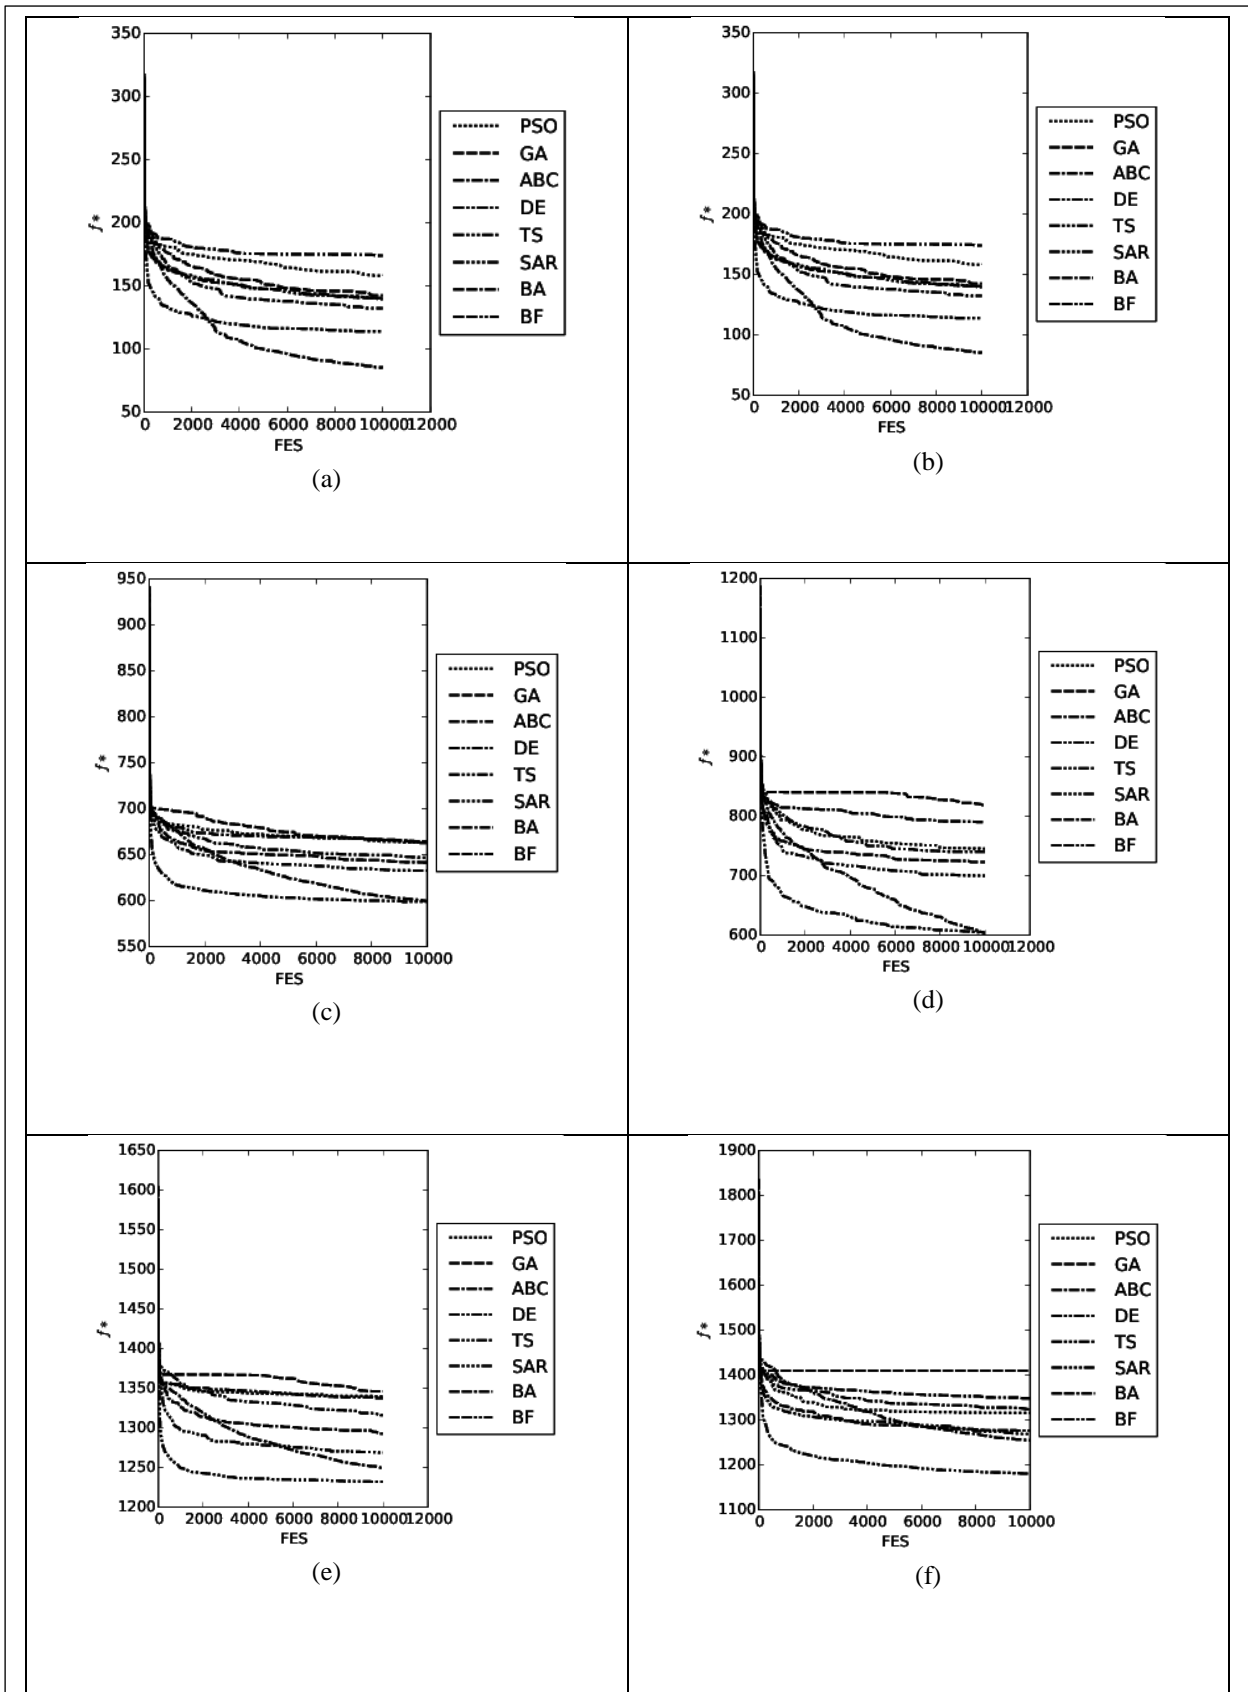 350
300
250
200
150
100
50
f*
0 2000 4000 6000 8000 10000 12000
FES
PSO
GA
ABC
DE
TS
SAR
BA
BF
(a)
350
300
250
200
150
100
50
f*
0 2000 4000 6000 8000 10000 12000
FES
PSO
GA
ABC
DE
TS
SAR
BA
BF
(b)
950
900
850
800
750
700
650
600
550
f*
0 2000 4000 6000 8000 10000
FES
PSO
GA
ABC
DE
TS
SAR
BA
BF
(c)
1200
1100
1000
900
800
700
600
f*
0 2000 4000 6000 8000 10000 12000
FES
PSO
GA
ABC
DE
TS
SAR
BA
BF
(d)
1650
1600
1550
1500
1450
1400
1350
1300
1250
1200
f*
0 2000 4000 6000 8000 10000 12000
FES
PSO
GA
ABC
DE
TS
SAR
BA
BF
(e)
1900
1800
1700
1600
1500
1400
1300
1200
1100
f*
0 2000 4000 6000 8000 10000
FES
PSO
GA
ABC
DE
TS
SAR
BA
BF
(f)